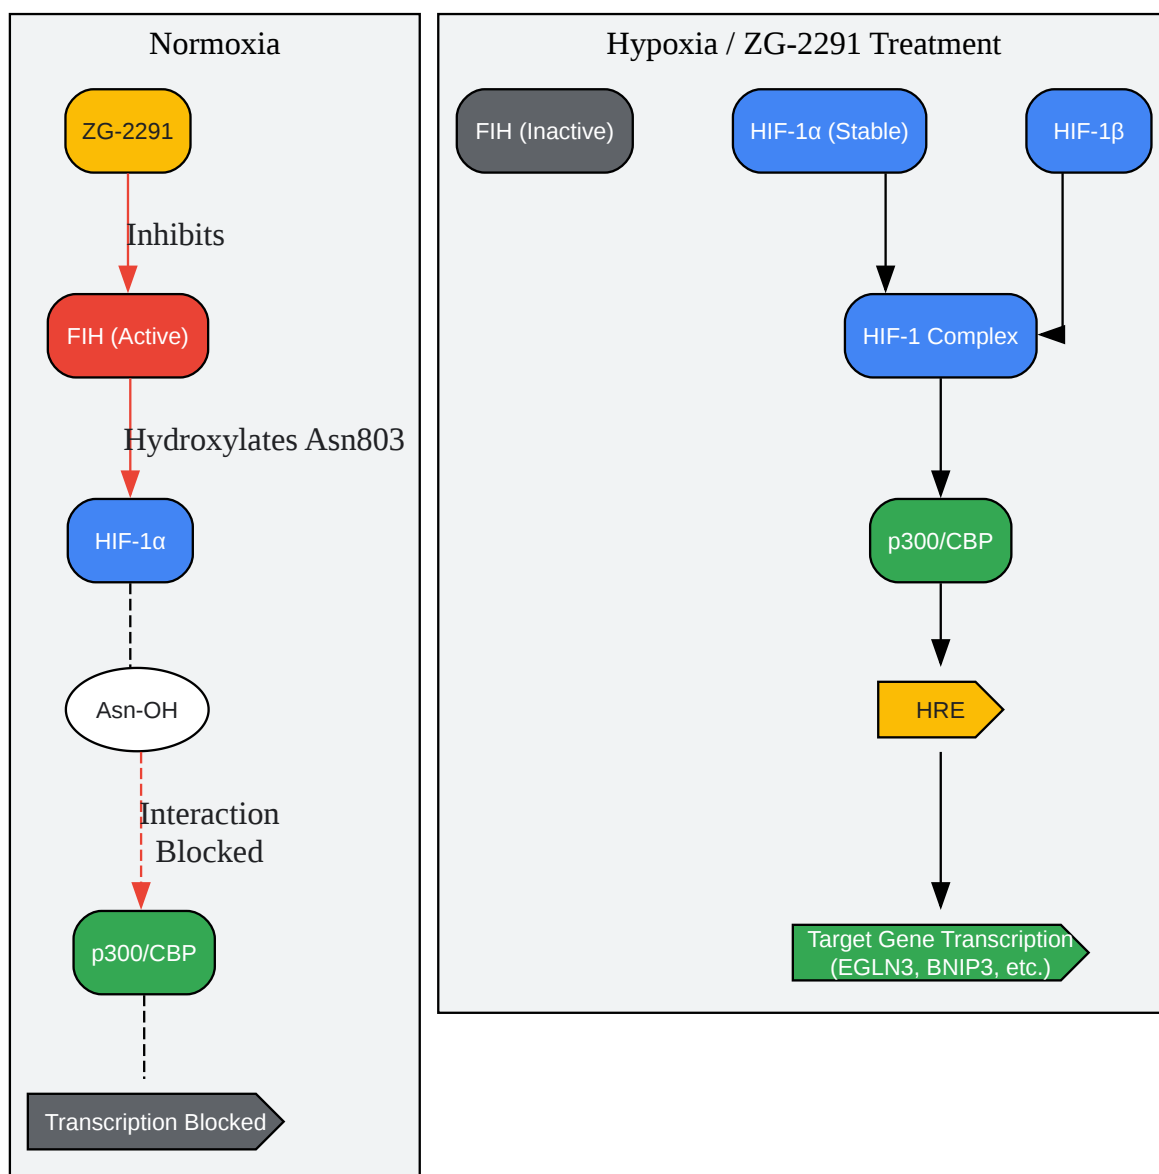 Normoxia
ZG-2291
Inhibits
FIH (Active)
Hydroxylates Asn803
HIF-1α
Asn-OH
Interaction
Blocked
p300/CBP
Transcription Blocked
Hypoxia / ZG-2291 Treatment
FIH (Inactive)
HIF-1α (Stable)
HIF-1β
HIF-1 Complex
p300/CBP
HRE
Target Gene Transcription
(EGLN3, BNIP3, etc.)